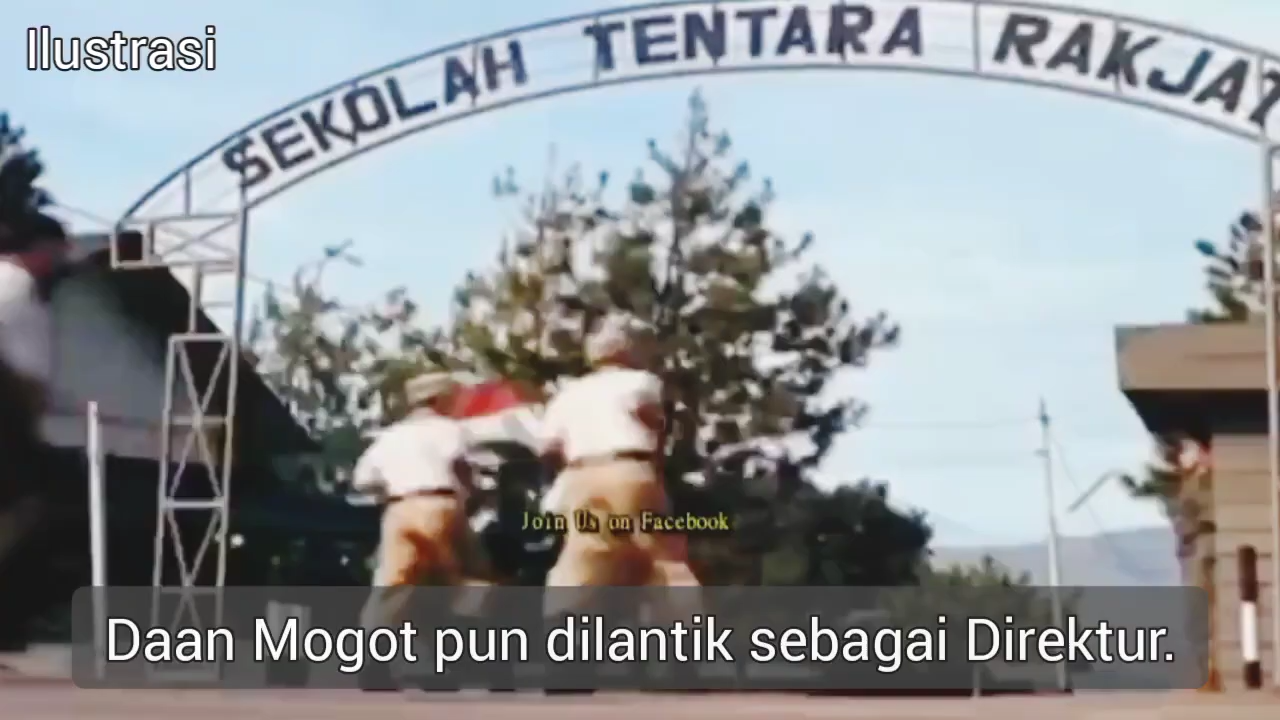 Ilustrasi
SEKOLAH TENTARA RAKJAT
Join Us on Facebook
Daan Mogot pun dilantik sebagai Direktur.